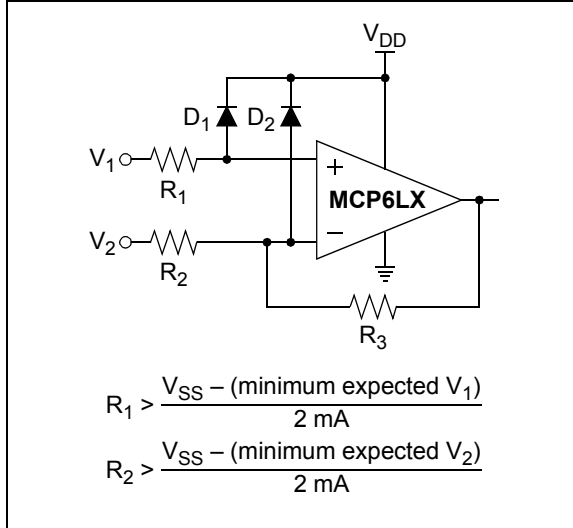 V_DD
D_1 D_2
V_1
R_1
+
MCP6LX
V_2
R_2
–
R_3
R_1 > V_SS – (minimum expected V_1)
2 mA
R_2 > V_SS – (minimum expected V_2)
2 mA